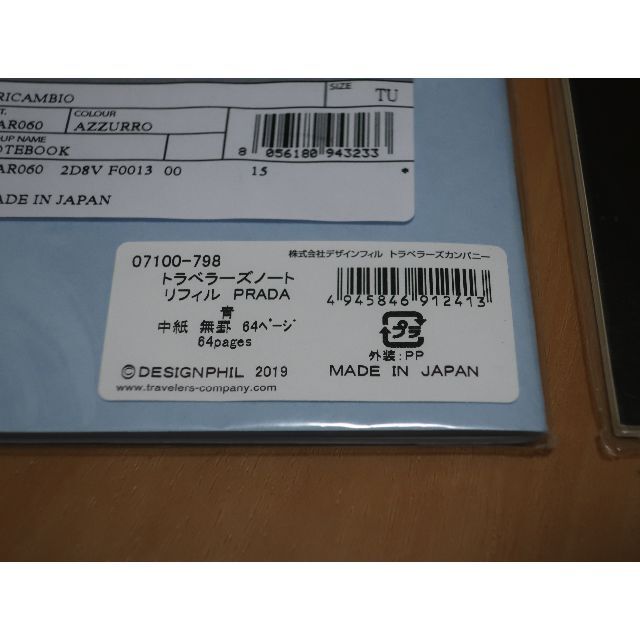 RICAMBIO
SIZE
TU
AR060
COLOUR
AZZURRO
UP NAME
OTEBOOK
8 056180 943233
AR060 2D8V F0013 00 15 *
ADE IN JAPAN
07100-798
トラベラーズノート
リフィル PRADA
青
中紙 無罫 64ページ
64pages
©DESIGNPHIL 2019
www.travelers-company.com
株式会社デザインフィル トラベラーズカンパニー
4 945846 912413
プラ
外装:PP
MADE IN JAPAN